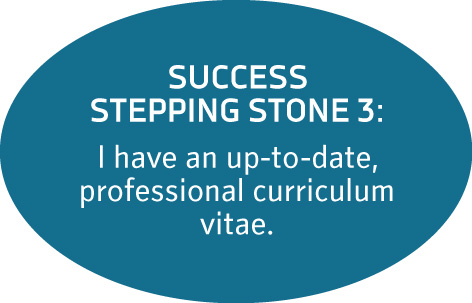 SUCCESS
STEPPING STONE 3:
I have an up-to-date,
professional curriculum
vitae.